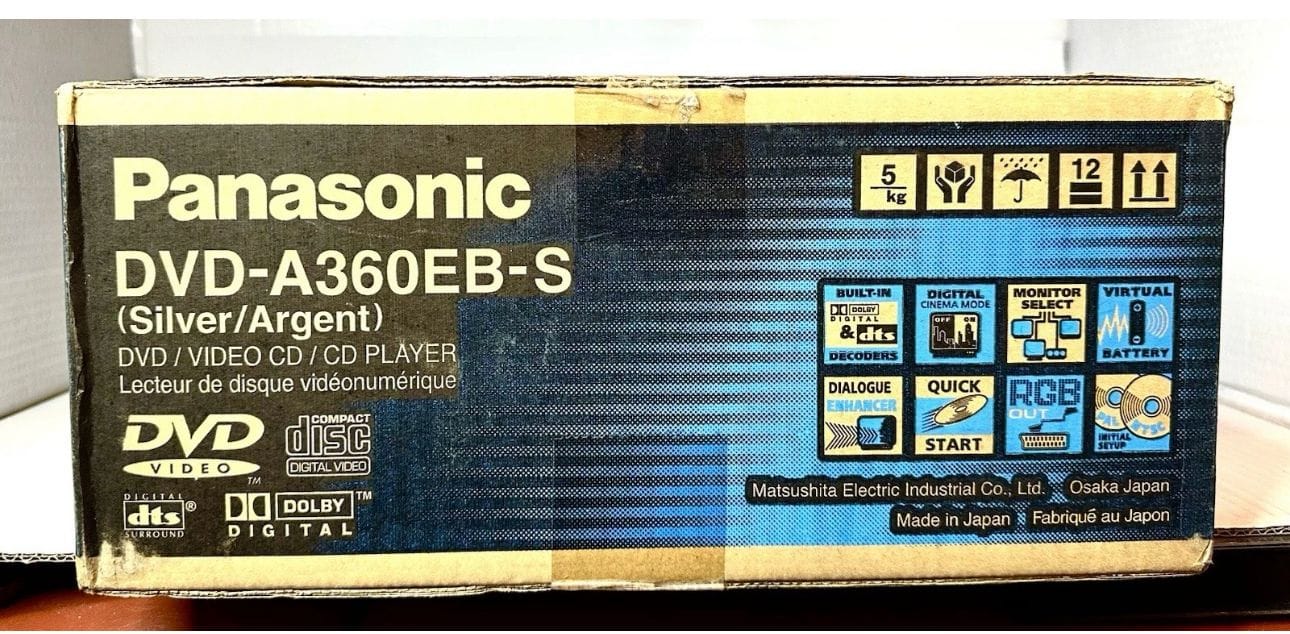 Panasonic
DVD-A360EB-S
(Silver/Argent)
DVD / VIDEO CD / CD PLAYER
Lecteur de disque vidéonumérique
DVD
VIDEO
TM
COMPACT
disc
DIGITAL VIDEO
DIGITAL
dts®
SURROUND
DOLBY™
DIGITAL
5
kg
12
BUILT-IN
DOLBY
DIGITAL
& dts
DECODERS
DIGITAL
CINEMA MODE
OFF ON
MONITOR
SELECT
VIRTUAL
BATTERY
DIALOGUE
ENHANCER
QUICK
START
RGB
OUT
PAL NTSC
INITIAL
SETUP
Matsushita Electric Industrial Co., Ltd. Osaka Japan
Made in Japan Fabriqué au Japon